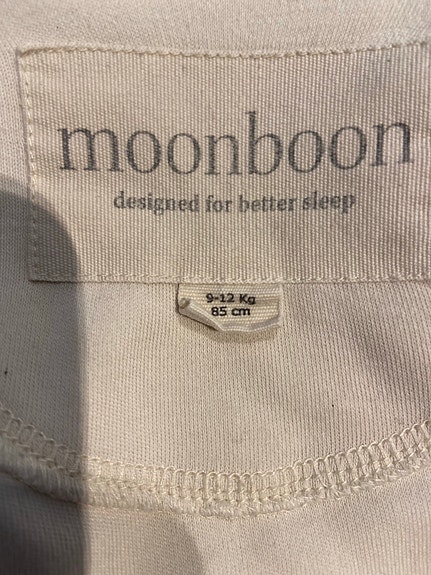 moonboon
designed for better sleep
9-12 Kg
85 cm